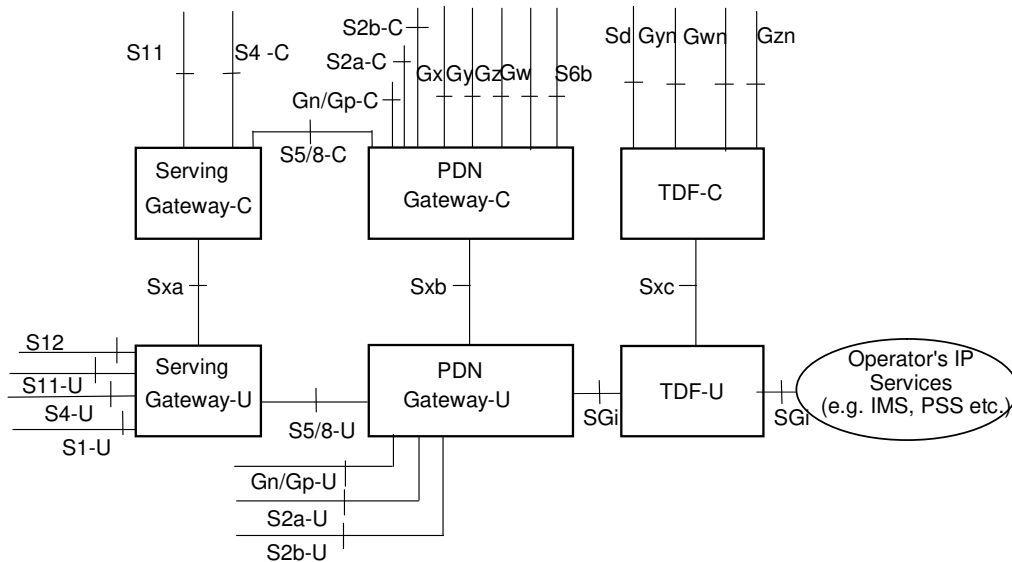 S2b-C
S11
S4 -C
S2a-C
Gx
Gy
Gz
Gw
S6b
Sd
Gyn
Gwn
Gzn
Gn/Gp-C
S5/8-C
Serving
Gateway-C
PDN
Gateway-C
TDF-C
Sxa
Sxb
Sxc
S12
S11-U
S4-U
S1-U
Serving
Gateway-U
S5/8-U
PDN
Gateway-U
SGi
TDF-U
SGi
Operator's IP
Services
(e.g. IMS, PSS etc.)
Gn/Gp-U
S2a-U
S2b-U